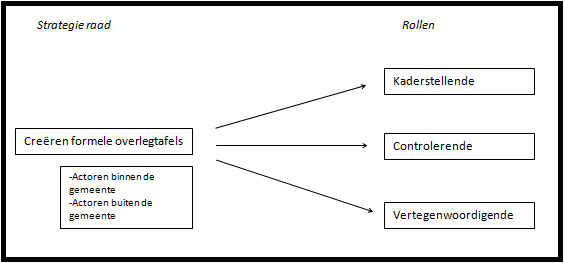 Strategie raad
Rollen
Kaderstellende
Creëren formele overlegtafels
Controlerende
-Actoren binnen de
gemeente
-Actoren buiten de
gemeente
Vertegenwoordigende